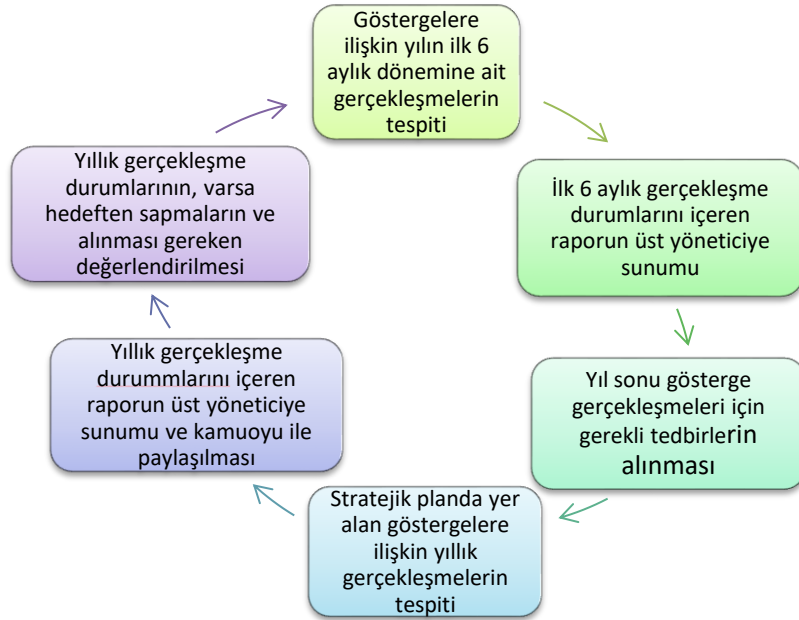 Göstergelere
ilişkin yılın ilk 6
aylık dönemine ait
gerçekleşmelerin
tespiti
İlk 6 aylık gerçekleşme
durumlarını içeren
raporun üst yöneticiye
sunumu
Yıl sonu gösterge
gerçekleşmeleri için
gerekli tedbirlerin
alınması
Stratejik planda yer
alan göstergelere
ilişkin yıllık
gerçekleşmelerin
tespiti
Yıllık gerçekleşme
durummlarını içeren
raporun üst yöneticiye
sunumu ve kamuoyu ile
paylaşılması
Yıllık gerçekleşme
durumlarının, varsa
hedeften sapmaların ve
alınması gereken
değerlendirilmesi